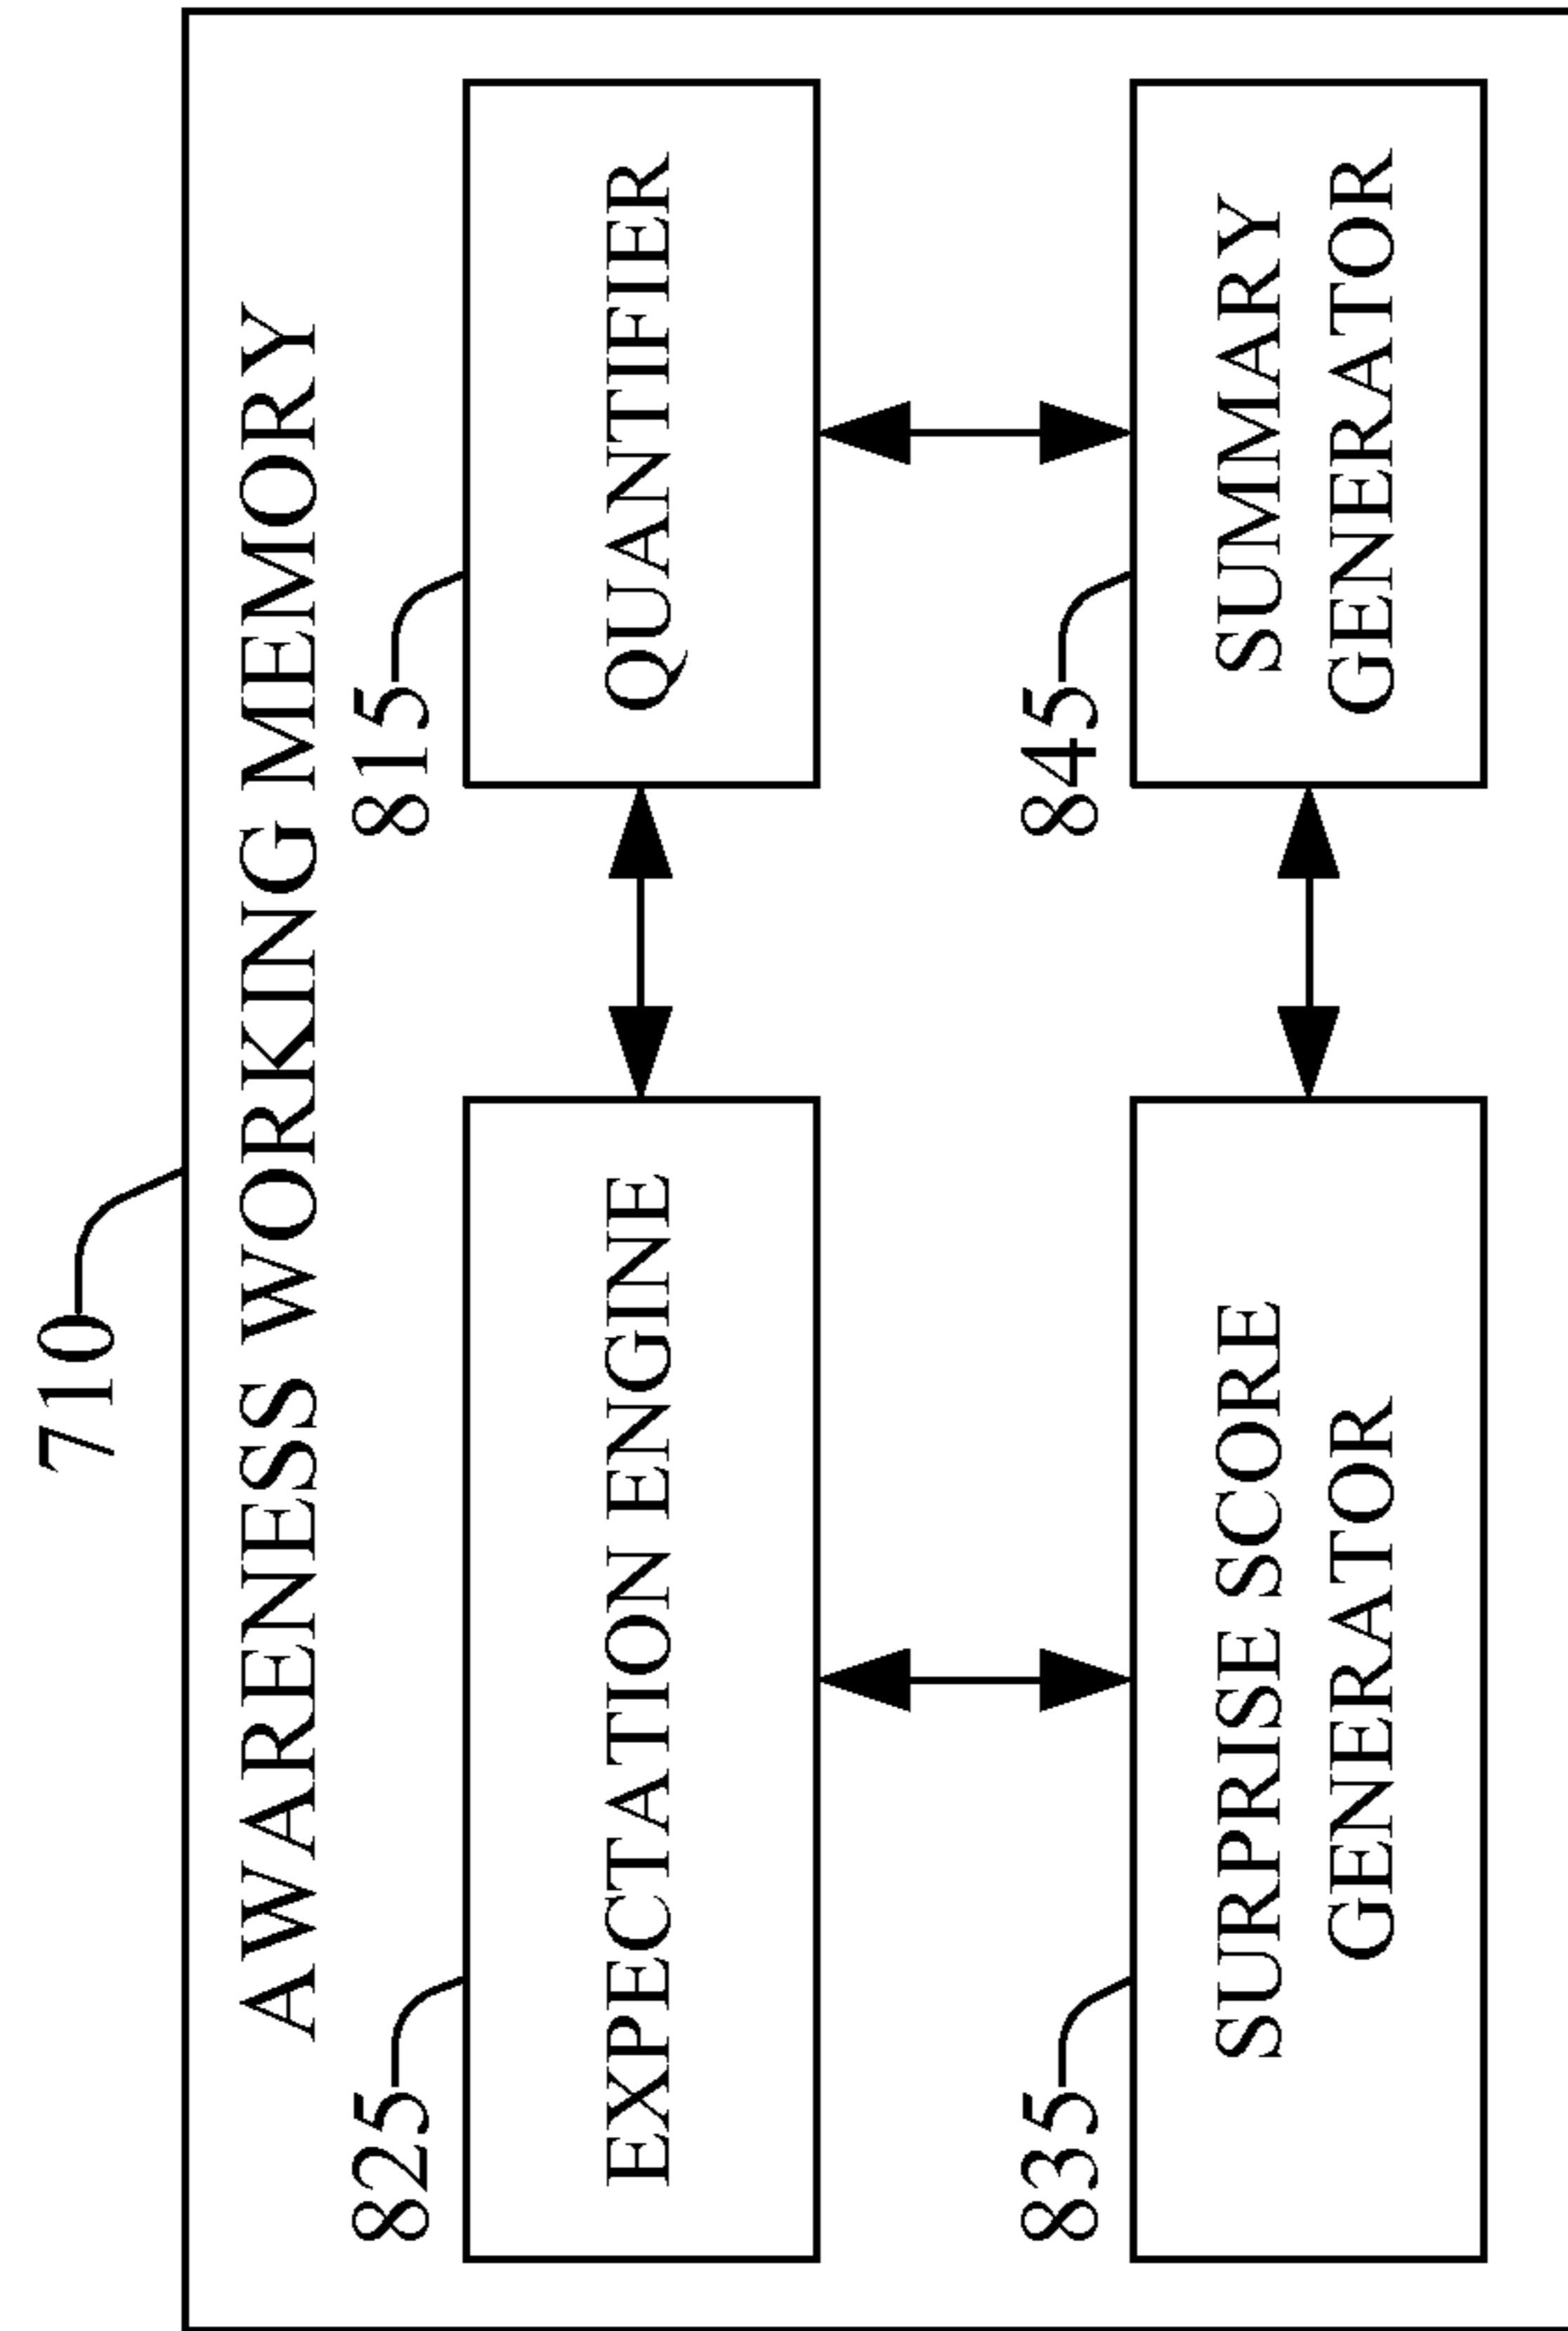 710
AWARENESS WORKING MEMORY
825
EXPECTATION ENGINE
815
QUANTIFIER
835
SURPRISE SCORE
GENERATOR
845
SUMMARY
GENERATOR